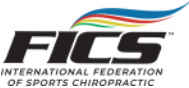 FICS
INTERNATIONAL FEDERATION
OF SPORTS CHIROPRACTIC